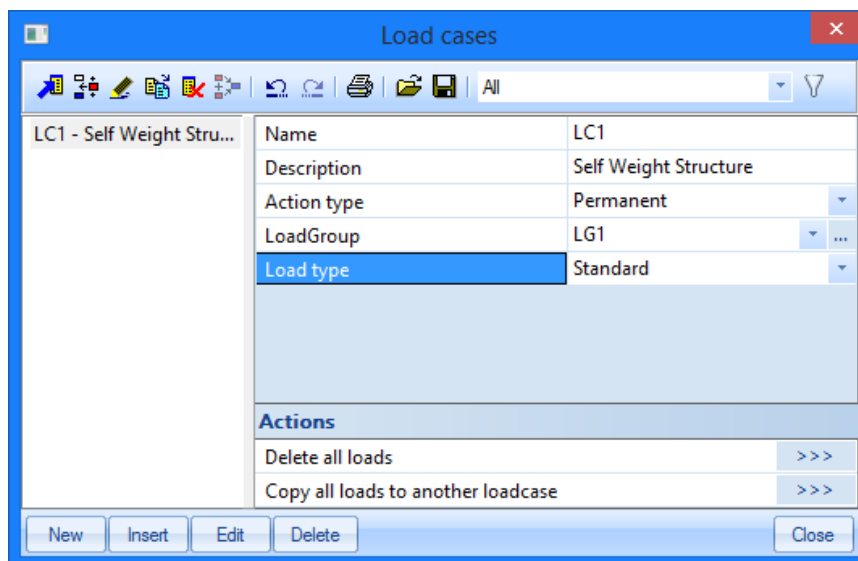 Load cases
All
LC1 - Self Weight Stru...
Name LC1
Description Self Weight Structure
Action type Permanent
LoadGroup LG1 ...
Load type Standard
Actions
Delete all loads >>>
Copy all loads to another loadcase >>>
New Insert Edit Delete Close